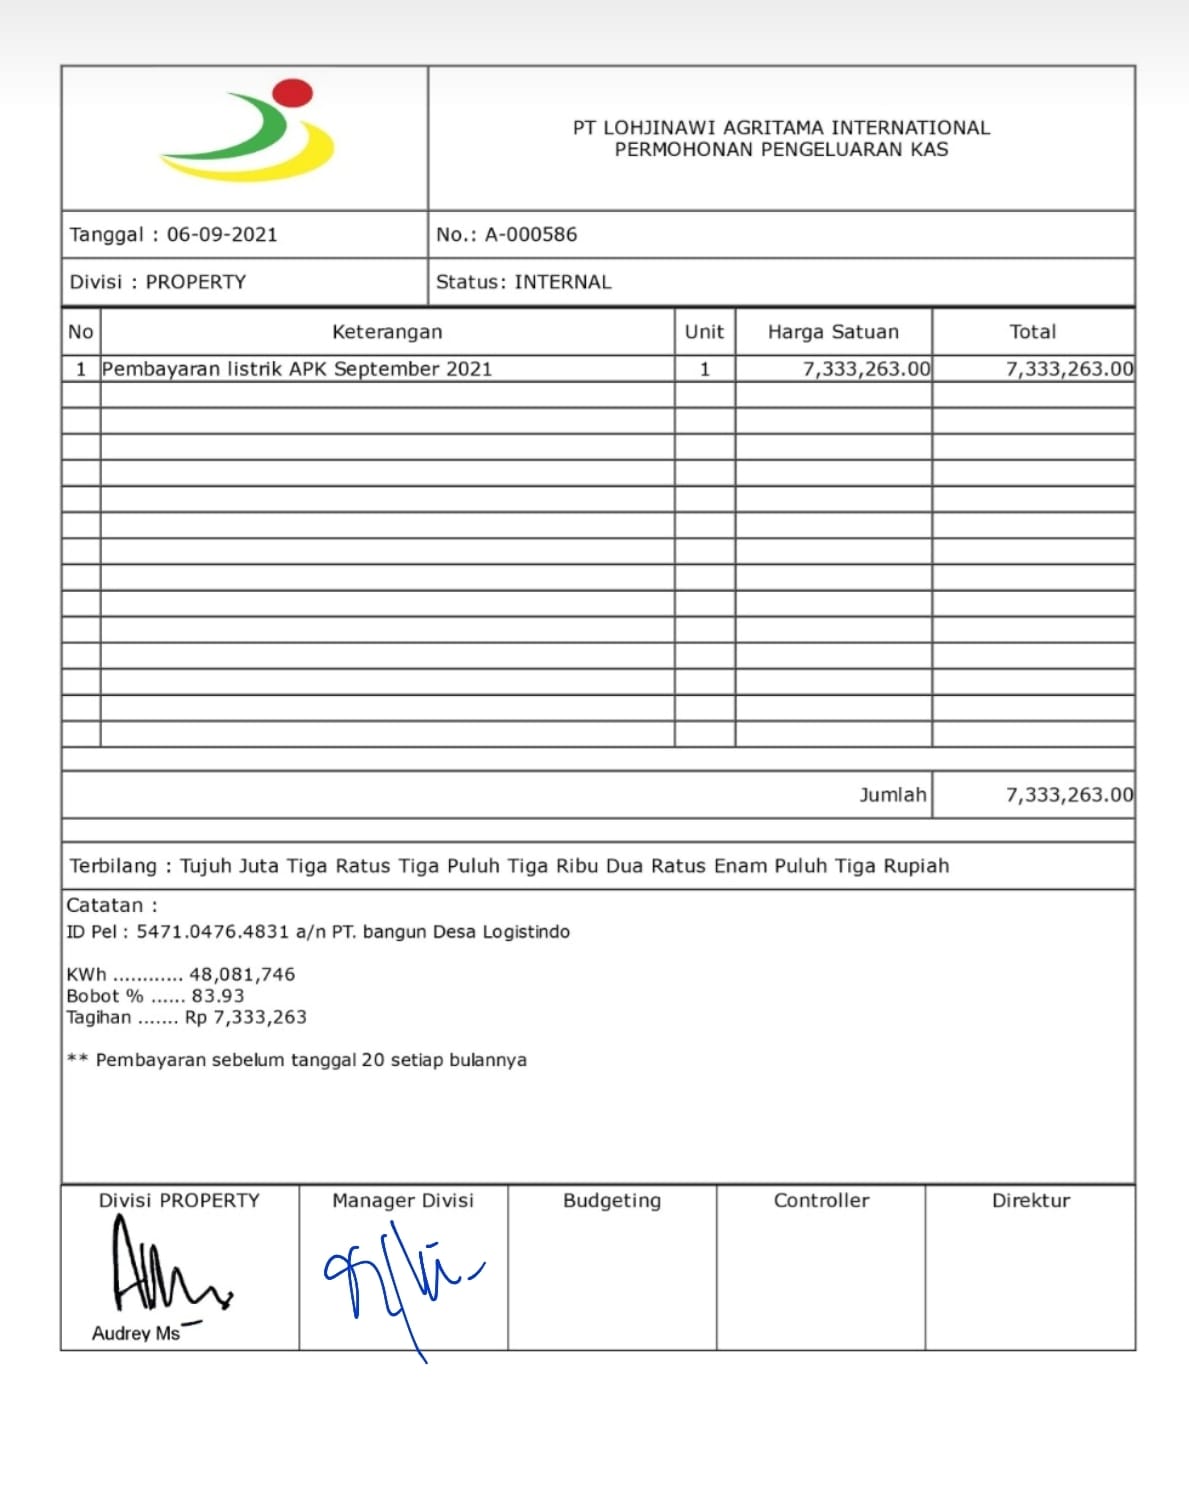 PT LOHJINAWI AGRITAMA INTERNATIONAL
PERMOHONAN PENGELUARAN KAS
Tanggal : 06-09-2021 No.: A-000586
Divisi : PROPERTY Status: INTERNAL
No Keterangan Unit Harga Satuan Total
1 Pembayaran listrik APK September 2021 1 7,333,263.00 7,333,263.00
Jumlah 7,333,263.00
Terbilang : Tujuh Juta Tiga Ratus Tiga Puluh Tiga Ribu Dua Ratus Enam Puluh Tiga Rupiah
Catatan :
ID Pel : 5471.0476.4831 a/n PT. bangun Desa Logistindo
KWh ............ 48,081,746
Bobot % ...... 83.93
Tagihan ....... Rp 7,333,263
** Pembayaran sebelum tanggal 20 setiap bulannya
Divisi PROPERTY Manager Divisi Budgeting Controller Direktur
Audrey Ms